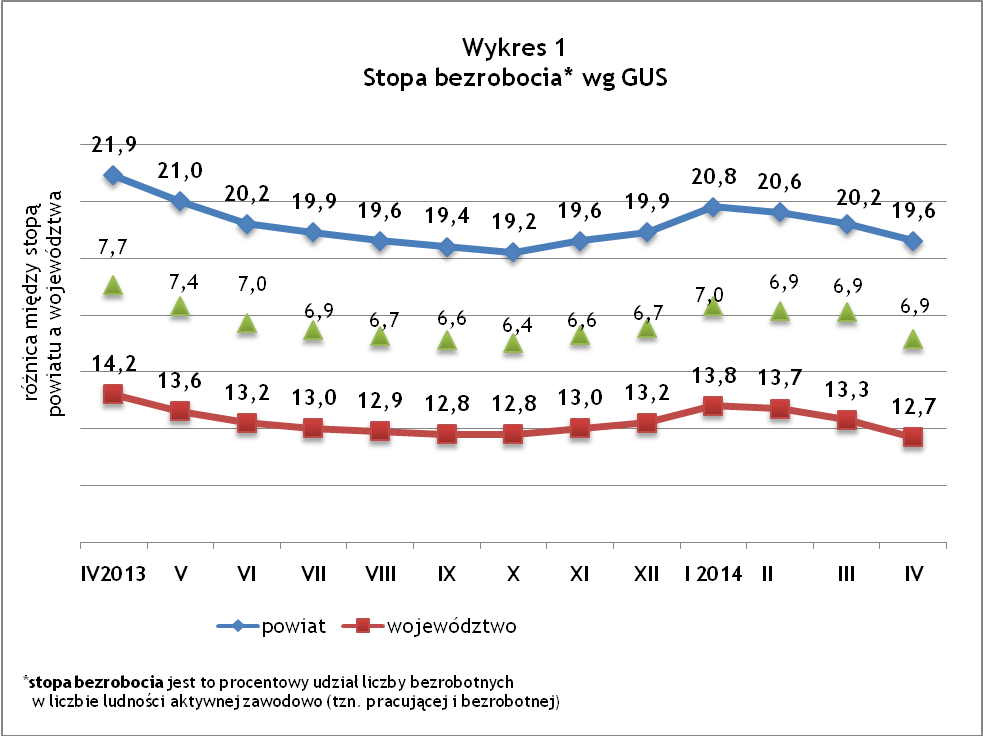 Wykres 1
Stopa bezrobocia* wg GUS
różnica między stopą
powiatu a województwa
21,9 21,0 20,2 19,9 19,6 19,4 19,2 19,6 19,9 20,8 20,6 20,2 19,6
7,7 7,4 7,0 6,9 6,7 6,6 6,4 6,6 6,7 7,0 6,9 6,9 6,9
14,2 13,6 13,2 13,0 12,9 12,8 12,8 13,0 13,2 13,8 13,7 13,3 12,7
IV2013 V VI VII VIII IX X XI XII I 2014 II III IV
powiat województwo
*stopa bezrobocia jest to procentowy udział liczby bezrobotnych
w liczbie ludności aktywnej zawodowo (tzn. pracującej i bezrobotnej)